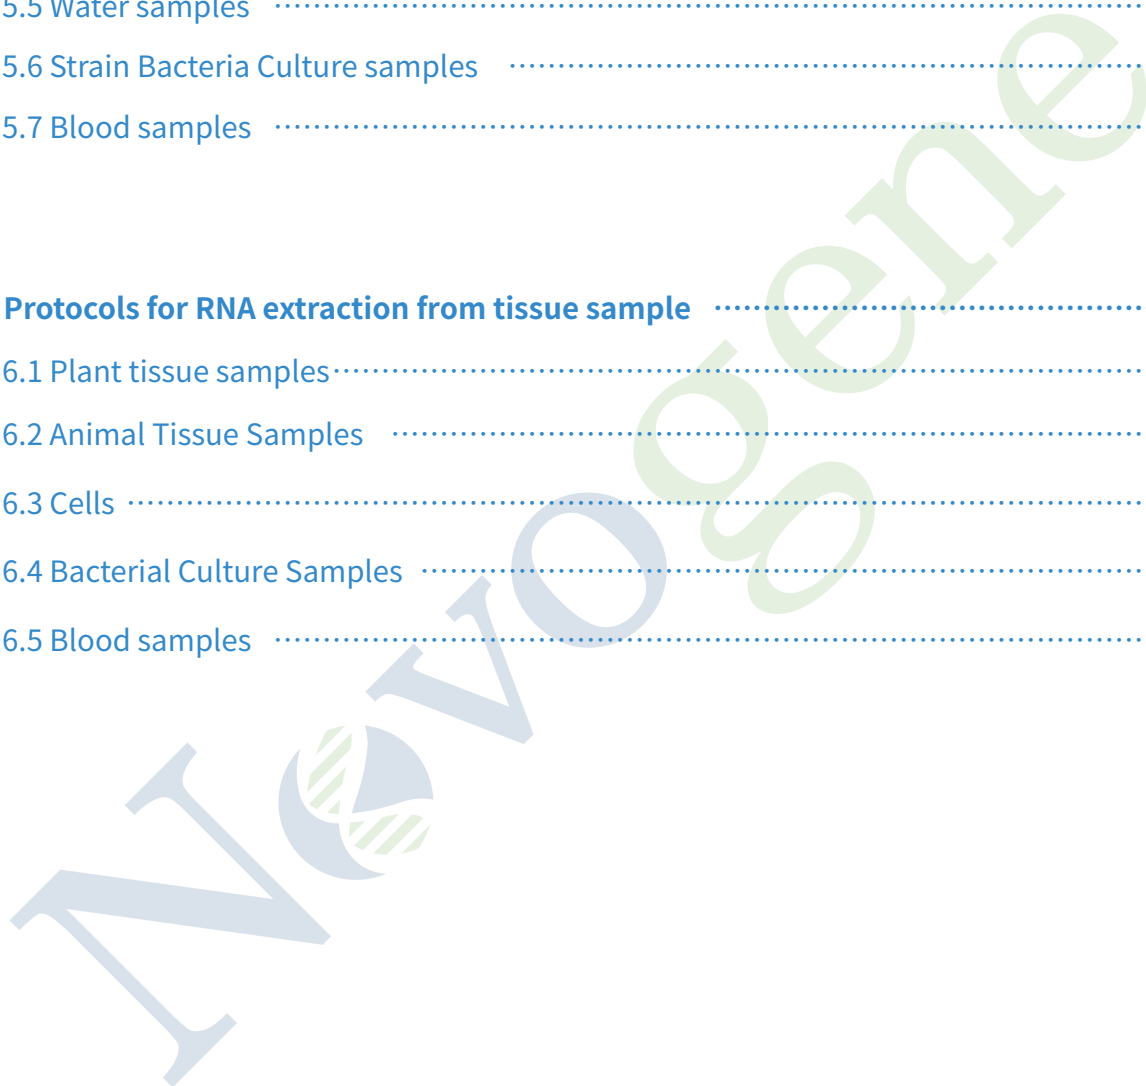 5.5 Water samples
5.6 Strain Bacteria Culture samples
5.7 Blood samples
Protocols for RNA extraction from tissue sample
6.1 Plant tissue samples
6.2 Animal Tissue Samples
6.3 Cells
6.4 Bacterial Culture Samples
6.5 Blood samples
Novogene